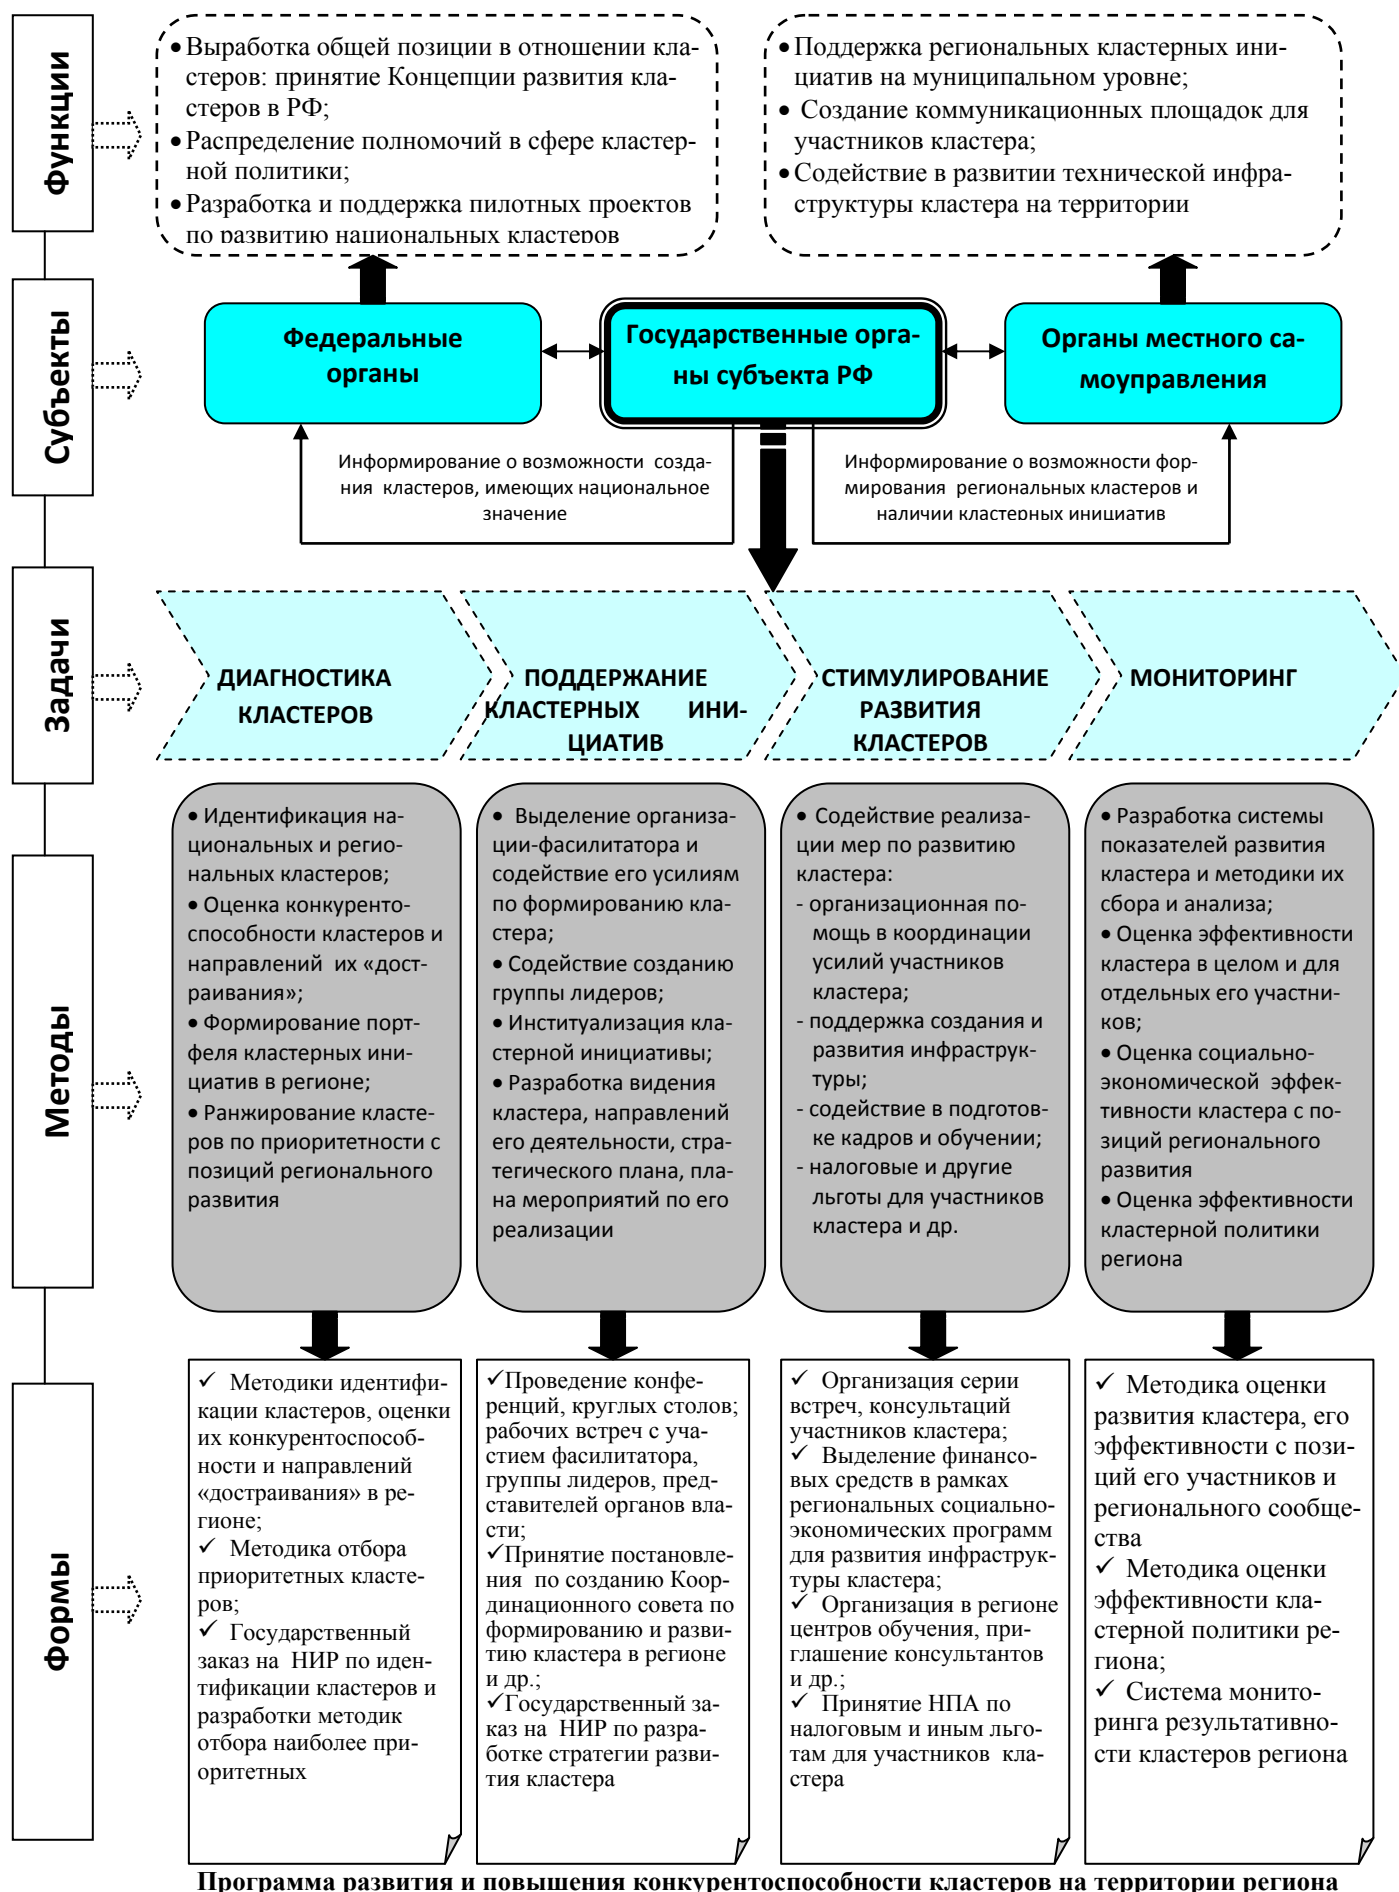 Функции
• Выработка общей позиции в отношении кла-
стеров: принятие Концепции развития кла-
стеров в РФ;
• Распределение полномочий в сфере кластер-
ной политики;
• Разработка и поддержка пилотных проектов
по развитию национальных кластеров
• Поддержка региональных кластерных ини-
циатив на муниципальном уровне;
• Создание коммуникационных площадок для
участников кластера;
• Содействие в развитии технической инфра-
структуры кластера на территории
Субъекты
Федеральные
органы
Государственные орга-
ны субъекта РФ
Органы местного са-
моуправления
Информирование о возможности созда-
ния кластеров, имеющих национальное
значение
Информирование о возможности фор-
мирования региональных кластеров и
наличии кластерных инициатив
Задачи
ДИАГНОСТИКА
КЛАСТЕРОВ
ПОДДЕРЖАНИЕ
КЛАСТЕРНЫХ ИНИ-
ЦИАТИВ
СТИМУЛИРОВАНИЕ
РАЗВИТИЯ
КЛАСТЕРОВ
МОНИТОРИНГ
Методы
• Идентификация на-
циональных и регио-
нальных кластеров;
• Оценка конкуренто-
способности кластеров и
направлений их «дост-
раивания»;
• Формирование порт-
феля кластерных ини-
циатив в регионе;
• Ранжирование класте-
ров по приоритетности с
позиций регионального
развития
• Выделение организа-
ции-фасилитатора и
содействие его усилиям
по формированию кла-
стера;
• Содействие созданию
группы лидеров;
• Институализация кла-
стерной инициативы;
• Разработка видения
кластера, направлений
его деятельности, стра-
тегического плана, пла-
на мероприятий по его
реализации
• Содействие реализа-
ции мер по развитию
кластера:
- организационная по-
мощь в координации
усилий участников
кластера;
- поддержка создания и
развития инфраструк-
туры;
- содействие в подготов-
ке кадров и обучении;
- налоговые и другие
льготы для участников
кластера и др.
• Разработка системы
показателей развития
кластера и методики их
сбора и анализа;
• Оценка эффективности
кластера в целом и для
отдельных его участни-
ков;
• Оценка социально-
экономической эффек-
тивности кластера с по-
зиций регионального
развития
• Оценка эффективности
кластерной политики
региона
Формы
✓ Методики идентифи-
кации кластеров, оценки
их конкурентоспособ-
ности и направлений
«достраивания» в ре-
гионе;
✓ Методика отбора
приоритетных класте-
ров;
✓ Государственный
заказ на НИР по иден-
тификации кластеров и
разработки методик
отбора наиболее при-
оритетных
✓Проведение конфе-
ренций, круглых столов;
рабочих встреч с уча-
стием фасилитатора,
группы лидеров, пред-
ставителей органов вла-
сти;
✓Принятие постановле-
ния по созданию Коор-
динационного совета по
формированию и разви-
тию кластера в регионе
и др.;
✓Государственный за-
каз на НИР по разра-
ботке стратегии разви-
тия кластера
✓ Организация серии
встреч, консультаций
участников кластера;
✓ Выделение финансо-
вых средств в рамках
региональных социально-
экономических программ
для развития инфраструк-
туры кластера;
✓ Организация в регионе
центров обучения, при-
глашение консультантов
и др.;
✓ Принятие НПА по
налоговым и иным льго-
там для участников кла-
стера
✓ Методика оценки
развития кластера, его
эффективности с пози-
ций его участников и
регионального сообще-
ства
✓ Методика оценки
эффективности кла-
стерной политики ре-
гиона;
✓ Система монито-
ринга результативно-
сти кластеров региона
Программа развития и повышения конкурентоспособности кластеров на территории региона